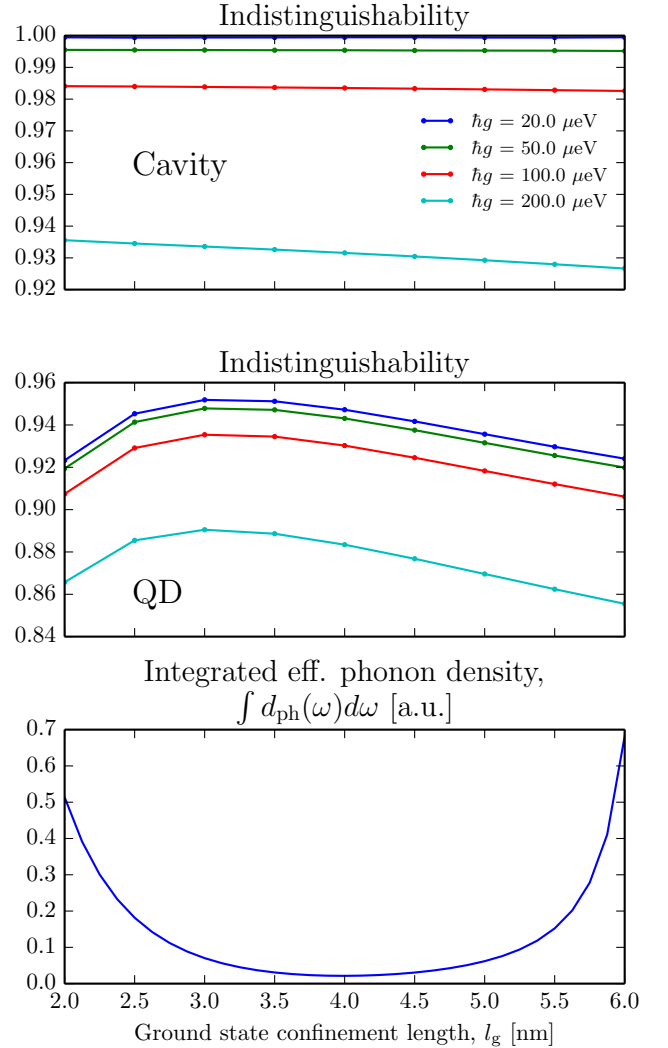 Indistinguishability
1.00
0.99
0.98
0.97
0.96
0.95
0.94
0.93
0.92
ħg = 20.0 μeV
ħg = 50.0 μeV
ħg = 100.0 μeV
ħg = 200.0 μeV
Cavity
Indistinguishability
0.96
0.94
0.92
0.90
0.88
0.86
0.84
QD
Integrated eff. phonon density,
∫ d_ph(ω)dω [a.u.]
0.7
0.6
0.5
0.4
0.3
0.2
0.1
0.0
2.0 2.5 3.0 3.5 4.0 4.5 5.0 5.5 6.0
Ground state confinement length, l_g [nm]